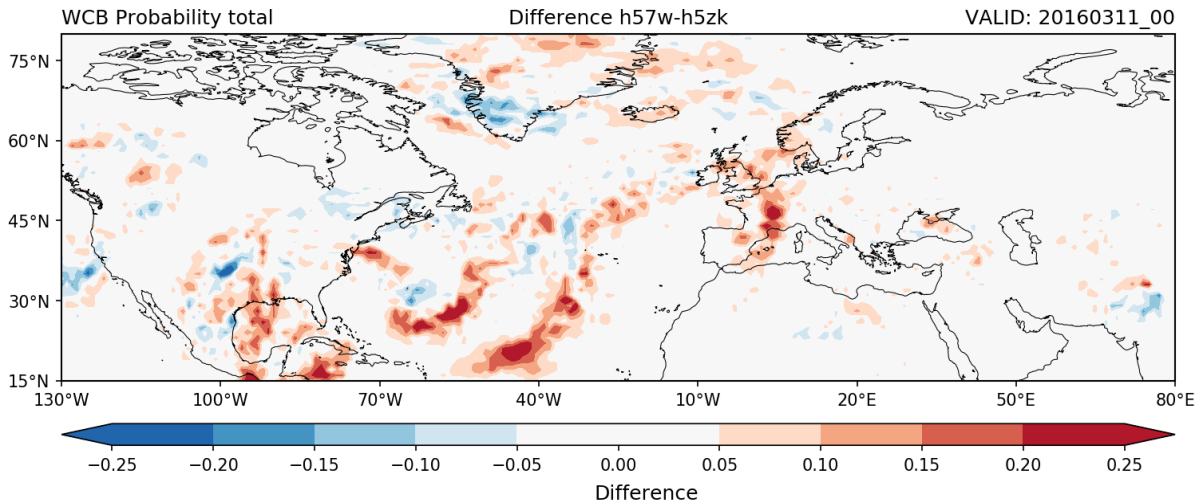 WCB Probability total Difference h57w-h5zk VALID: 20160311_00
75°N
60°N
45°N
30°N
15°N
130°W 100°W 70°W 40°W 10°W 20°E 50°E 80°E
−0.25 −0.20 −0.15 −0.10 −0.05 0.00 0.05 0.10 0.15 0.20 0.25
Difference